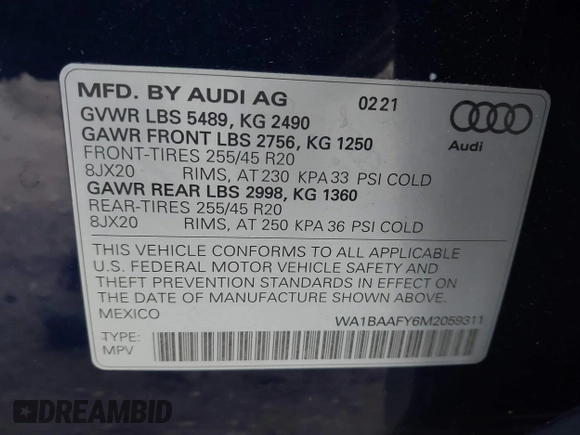 MFD. BY AUDI AG 0221
GVWR LBS 5489, KG 2490
GAWR FRONT LBS 2756, KG 1250
FRONT-TIRES 255/45 R20
8JX20 RIMS, AT 230 KPA 33 PSI COLD
GAWR REAR LBS 2998, KG 1360
REAR-TIRES 255/45 R20
8JX20 RIMS, AT 250 KPA 36 PSI COLD
Audi
THIS VEHICLE CONFORMS TO ALL APPLICABLE
U.S. FEDERAL MOTOR VEHICLE SAFETY AND
THEFT PREVENTION STANDARDS IN EFFECT ON
THE DATE OF MANUFACTURE SHOWN ABOVE.
MEXICO WA1BAAFY6M2059311
TYPE:
MPV
DREAMBID